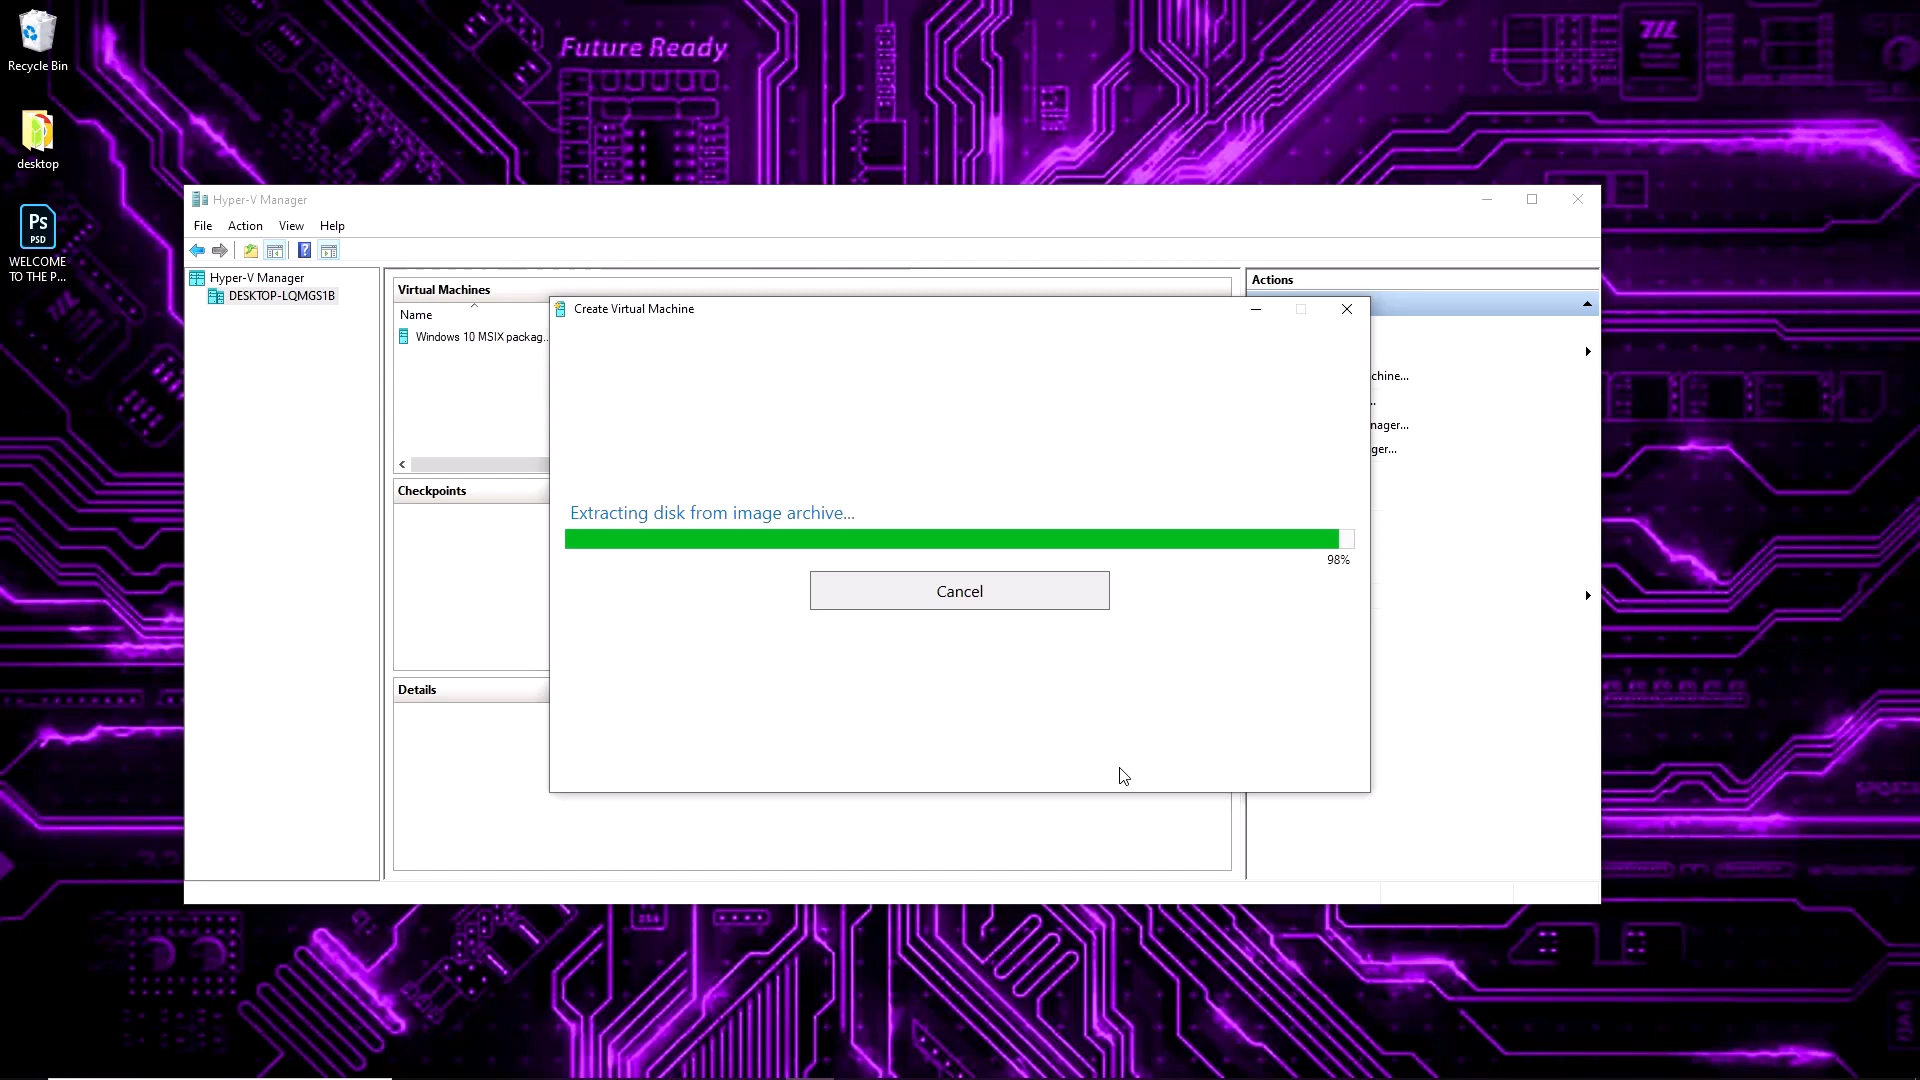 Future Ready
Recycle Bin
desktop
Ps
PSD
WELCOME
TO THE P...
Hyper-V Manager
File Action View Help
Hyper-V Manager
DESKTOP-LQMGS1B
Virtual Machines
Name
Windows 10 MSIX packag...
Checkpoints
Details
Actions
chine...
..
nager...
ger...
Create Virtual Machine
Extracting disk from image archive...
98%
Cancel